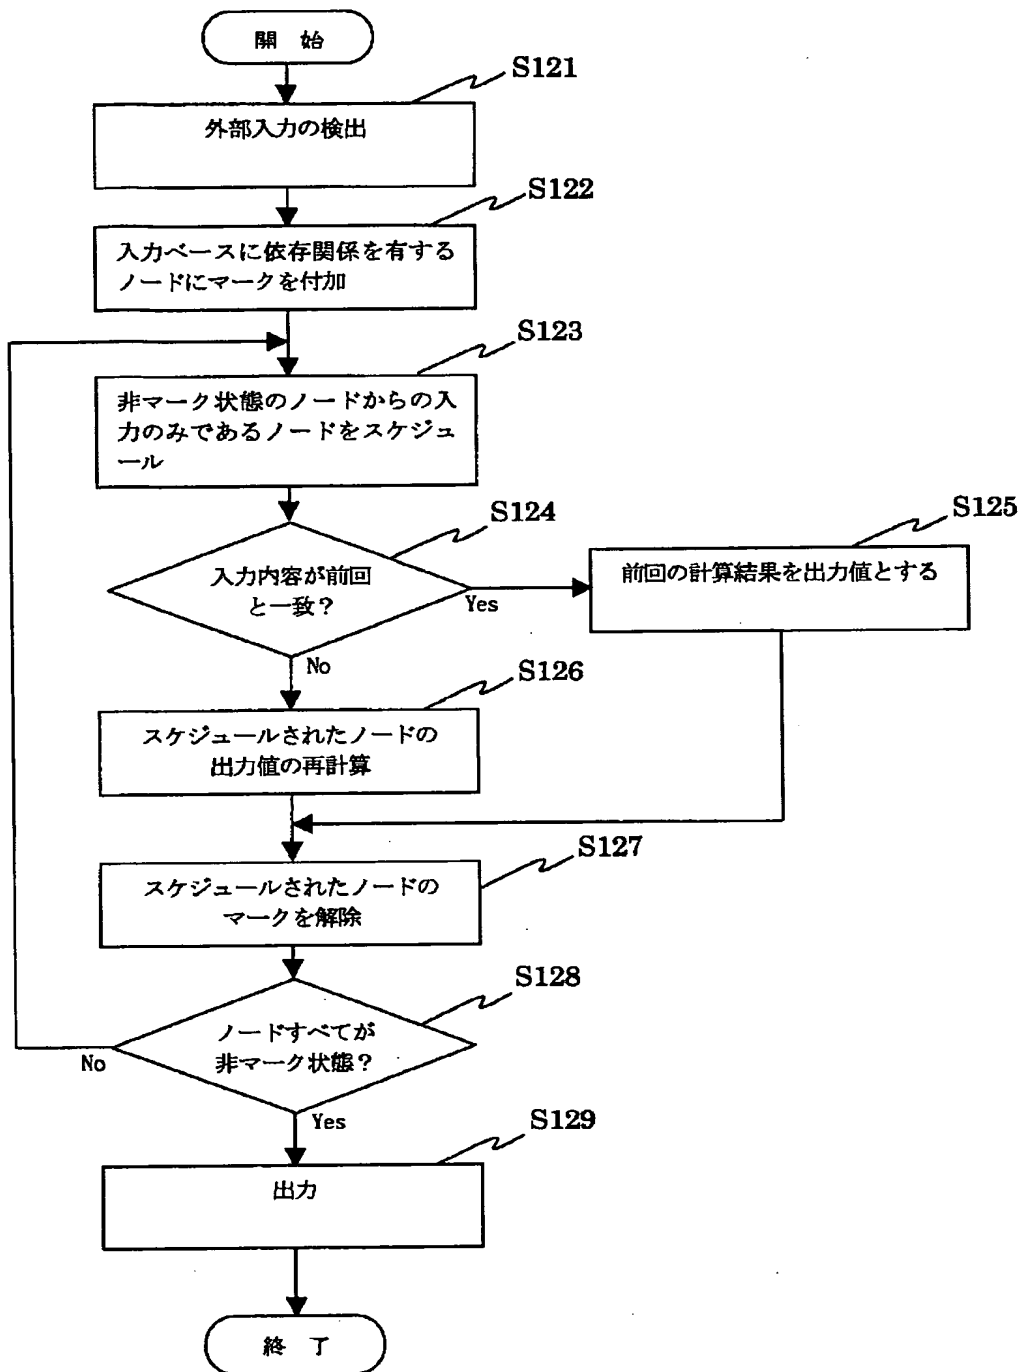 開 始
S121
外部入力の検出
S122
入力ベースに依存関係を有する
ノードにマークを付加
S123
非マーク状態のノードからの入
力のみであるノードをスケジュ
ール
S124
入力内容が前回
と一致?
Yes
No
S125
前回の計算結果を出力値とする
S126
スケジュールされたノードの
出力値の再計算
S127
スケジュールされたノードの
マークを解除
S128
ノードすべてが
非マーク状態?
No
Yes
S129
出力
終 了